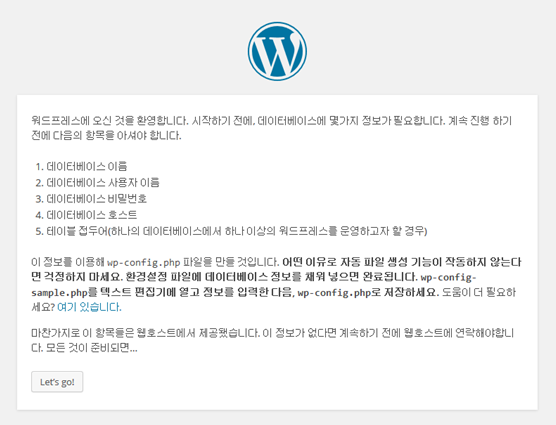 워드프레스에 오신 것을 환영합니다. 시작하기 전에, 데이터베이스에 몇가지 정보가 필요합니다. 계속 진행 하기
전에 다음의 항목을 아셔야 합니다.
1. 데이터베이스 이름
2. 데이터베이스 사용자 이름
3. 데이터베이스 비밀번호
4. 데이터베이스 호스트
5. 테이블 접두어(하나의 데이터베이스에서 하나 이상의 워드프레스를 운영하고자 할 경우)
이 정보를 이용해 wp-config.php 파일을 만들 것입니다. 어떤 이유로 자동 파일 생성 기능이 작동하지 않는다
면 걱정하지 마세요. 환경설정 파일에 데이터베이스 정보를 채워 넣으면 완료됩니다. wp-config-
sample.php를 텍스트 편집기에 열고 정보를 입력한 다음, wp-config.php로 저장하세요. 도움이 더 필요하
세요? 여기 있습니다.
마찬가지로 이 항목들은 웹호스트에서 제공됐습니다. 이 정보가 없다면 계속하기 전에 웹호스트에 연락해야합니
다. 모든 것이 준비되면...
Let's go!